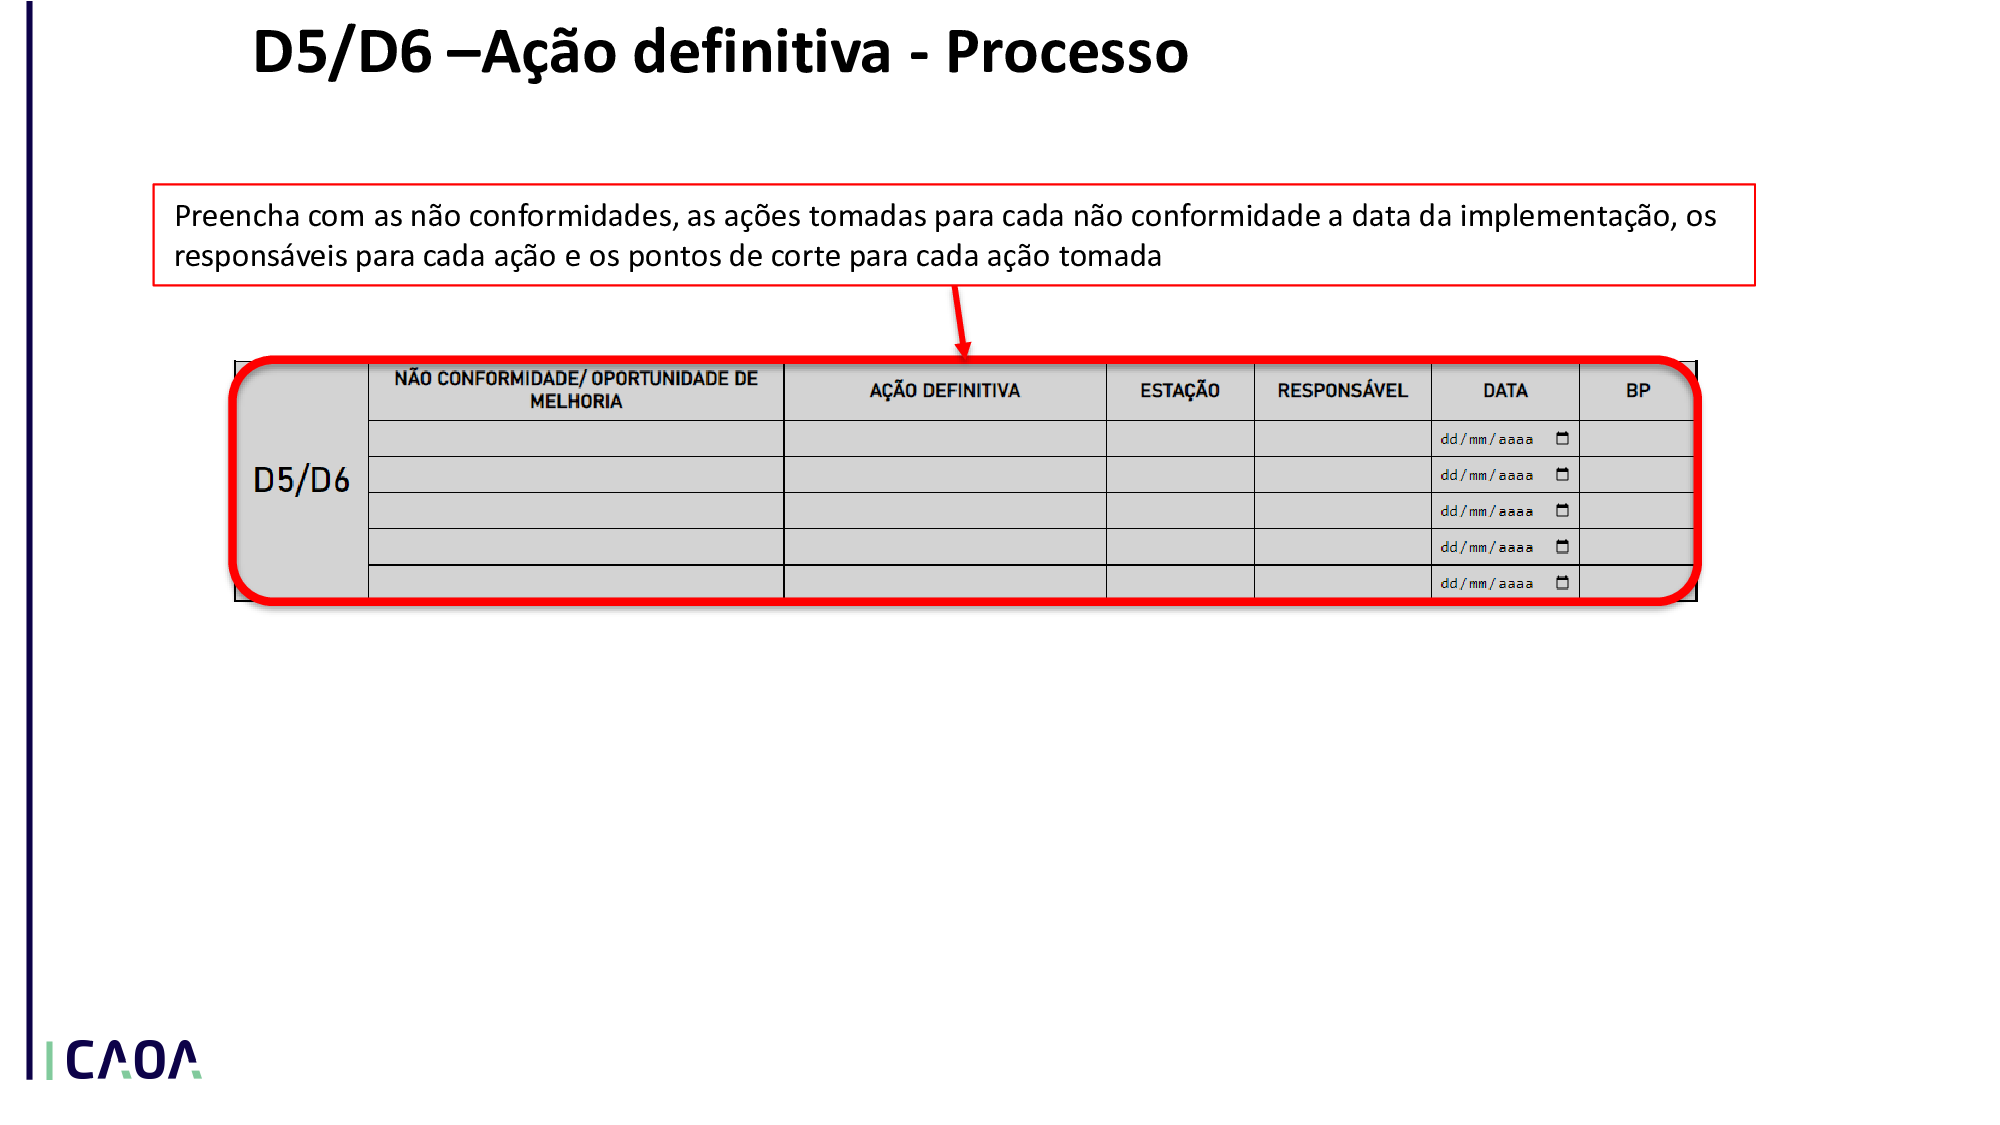 D5/D6 –Ação definitiva - Processo
Preencha com as não conformidades, as ações tomadas para cada não conformidade a data da implementação, os
responsáveis para cada ação e os pontos de corte para cada ação tomada
NÃO CONFORMIDADE/ OPORTUNIDADE DE
MELHORIA
AÇÃO DEFINITIVA
ESTAÇÃO
RESPONSÁVEL
DATA
BP
D5/D6
dd/mm/aaaa
dd/mm/aaaa
dd/mm/aaaa
dd/mm/aaaa
dd/mm/aaaa
CAOA